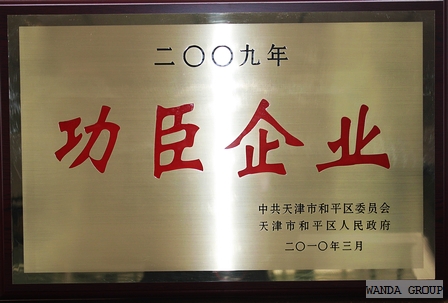 二〇〇九年
功臣企业
中共天津市和平区委员会
天津市和平区人民政府
二〇一〇年三月
WANDA GROUP